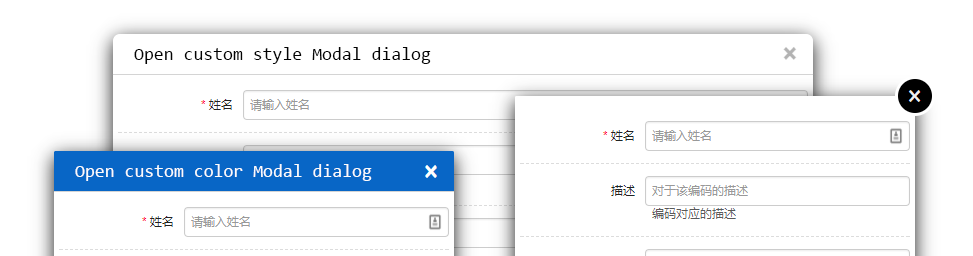 Open custom style Modal dialog
×
* 姓名 请输入姓名
×
* 姓名 请输入姓名
描述 对于该编码的描述
编码对应的描述
Open custom color Modal dialog
×
* 姓名 请输入姓名